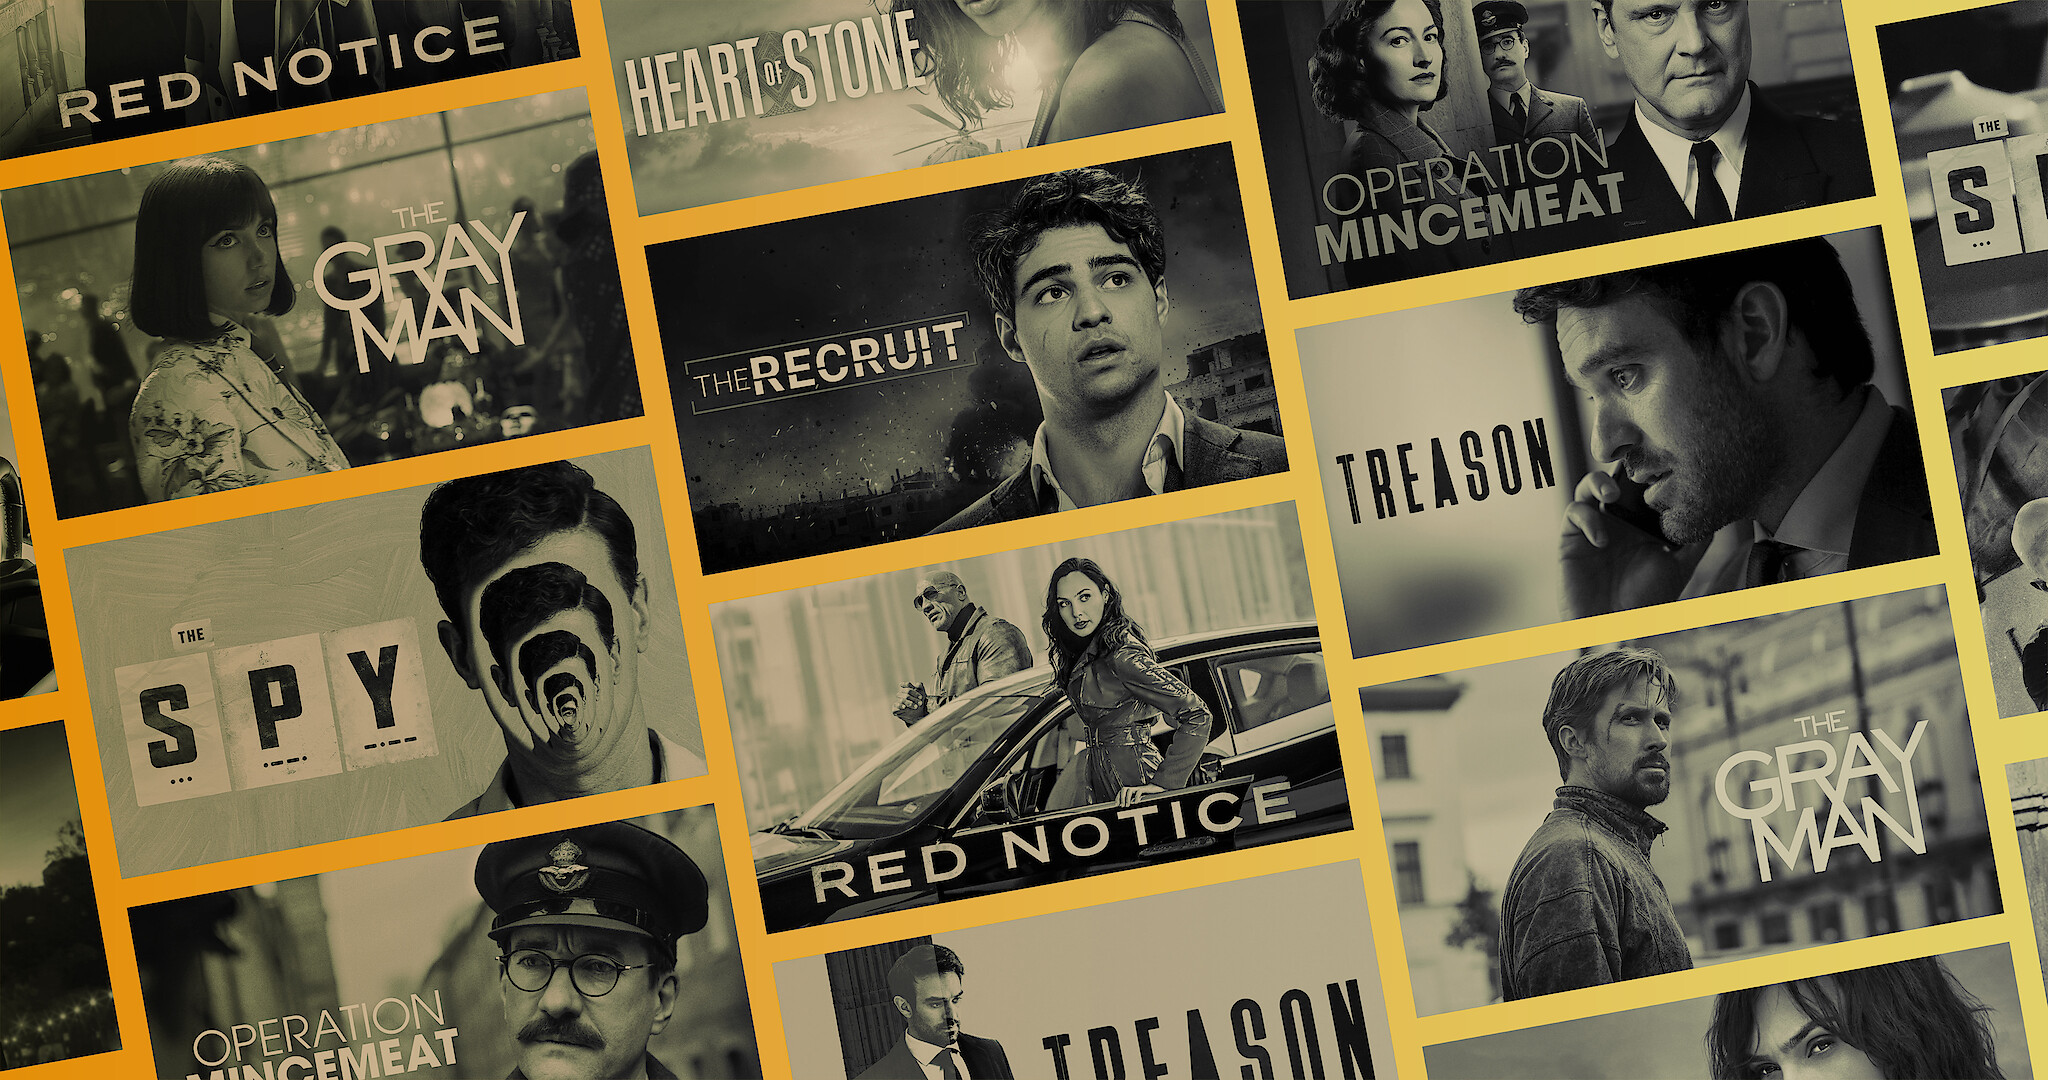 RED NOTICE
HEART OF STONE
OPERATION
MINCEMEAT
THE
S
THE
GRAY
MAN
THE RECRUIT
TREASON
THE
SPY
RED NOTICE
THE
GRAY
MAN
OPERATION
MINCEMEAT
TREASON